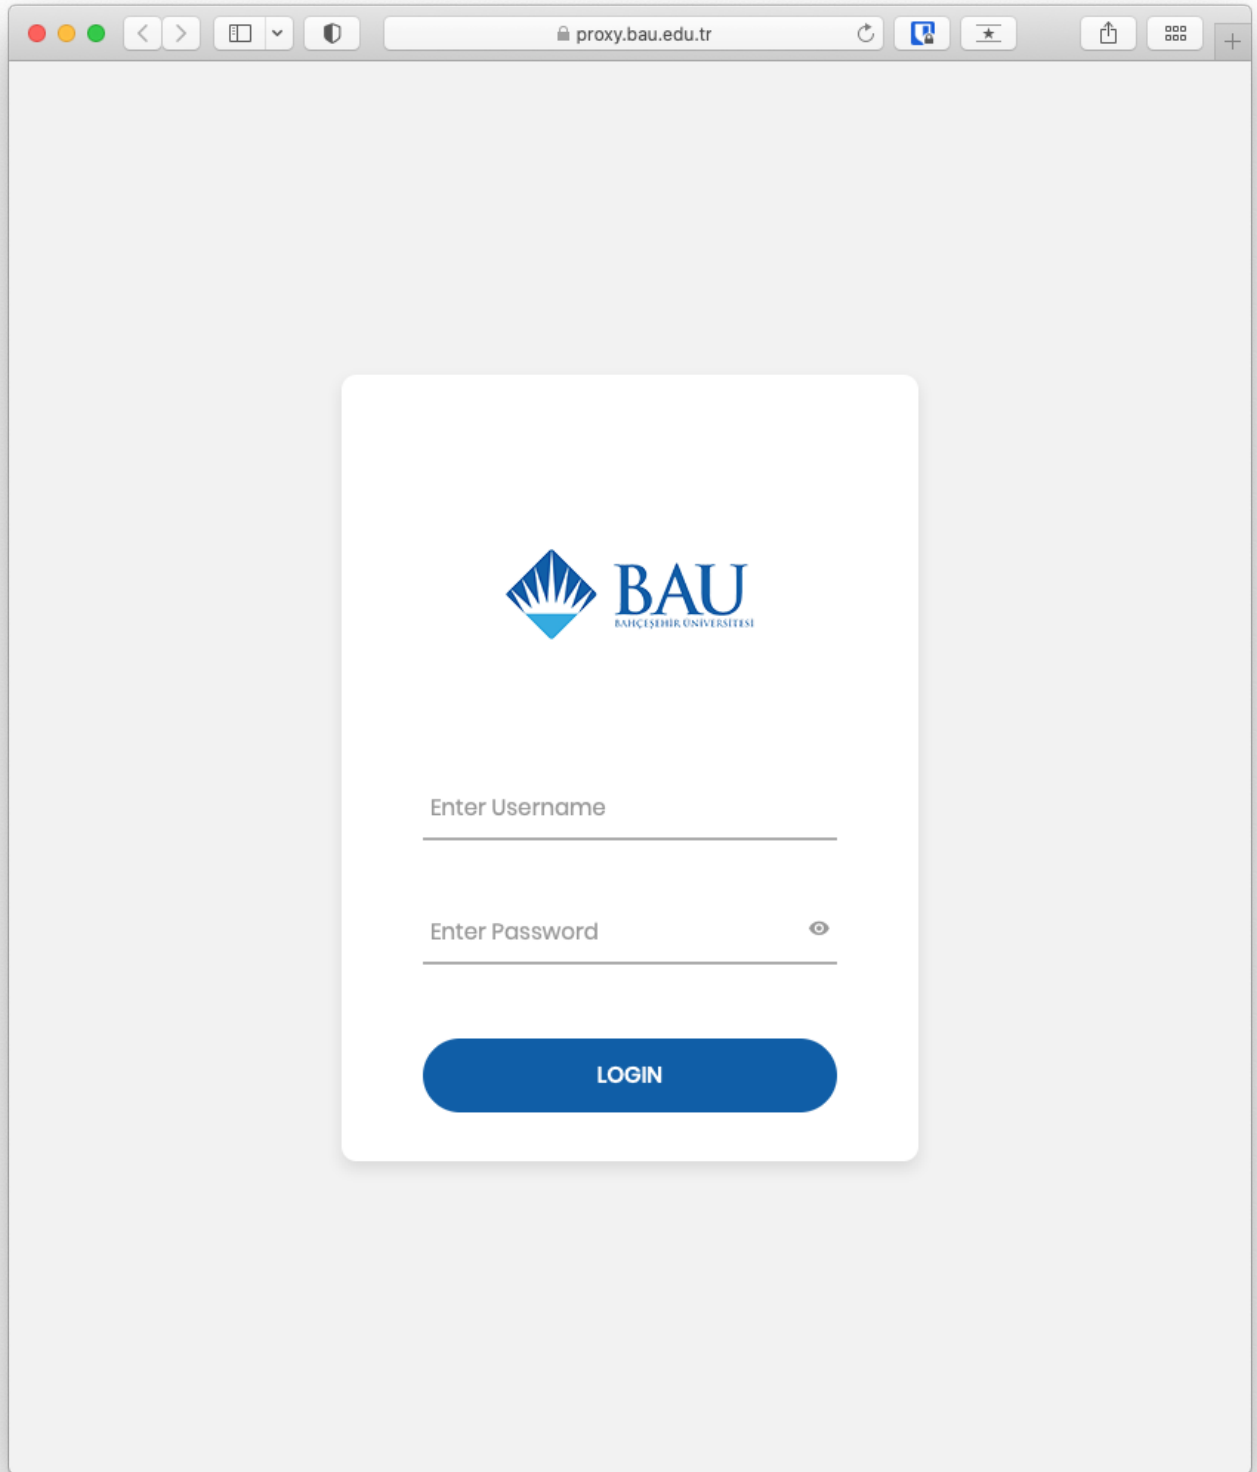 proxy.bau.edu.tr
BAU
BAHÇEŞEHİR ÜNİVERSİTESİ
Enter Username
Enter Password
LOGIN